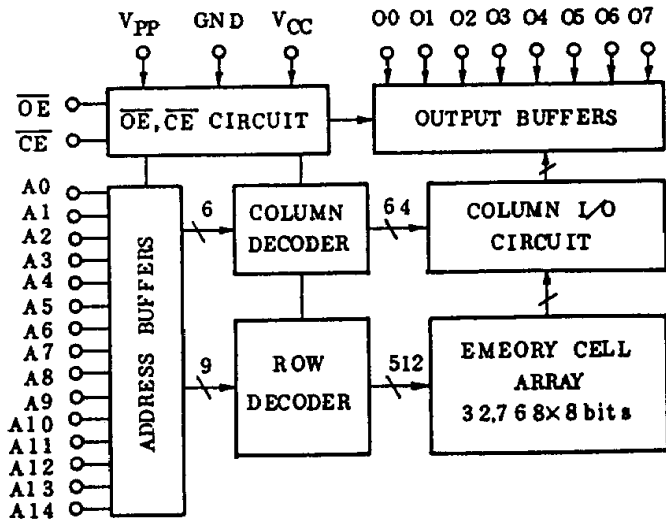 VPP GND VCC O0 O1 O2 O3 O4 O5 O6 O7
OE
CE
OE, CE CIRCUIT
OUTPUT BUFFERS
A0
A1
A2
A3
A4
A5
A6
A7
A8
A9
A10
A11
A12
A13
A14
ADDRESS BUFFERS
6
COLUMN
DECODER
64
COLUMN I/O
CIRCUIT
9
ROW
DECODER
512
EMEORY CELL
ARRAY
32,768×8 bits